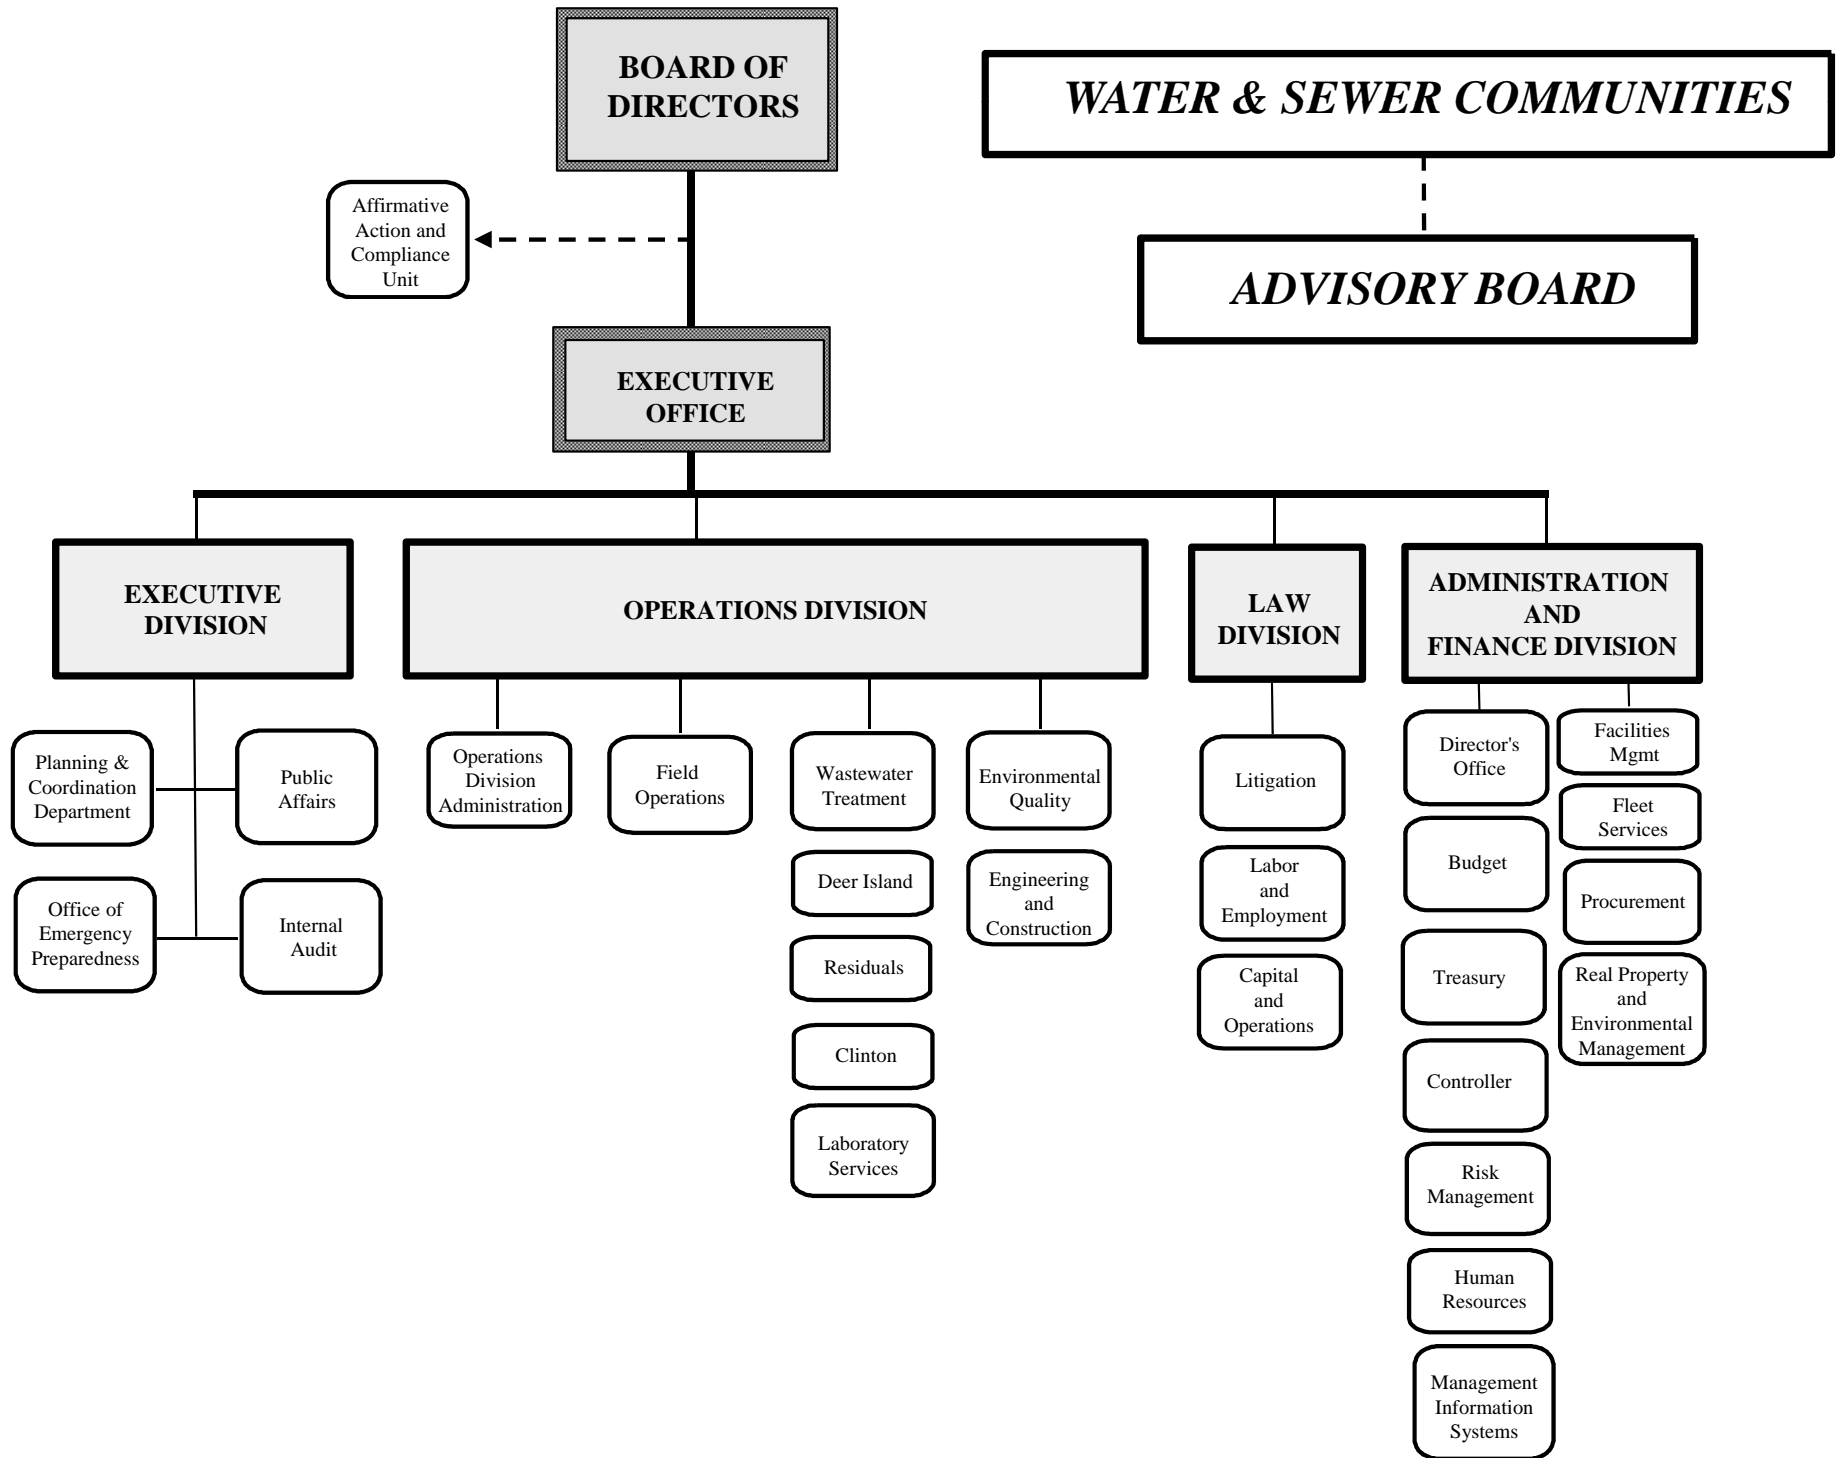 BOARD OF
DIRECTORS
WATER & SEWER COMMUNITIES
Affirmative
Action and
Compliance
Unit
ADVISORY BOARD
EXECUTIVE
OFFICE
EXECUTIVE
DIVISION
OPERATIONS DIVISION
LAW
DIVISION
ADMINISTRATION
AND
FINANCE DIVISION
Planning &
Coordination
Department
Public
Affairs
Office of
Emergency
Preparedness
Internal
Audit
Operations
Division
Administration
Field
Operations
Wastewater
Treatment
Deer Island
Residuals
Clinton
Laboratory
Services
Environmental
Quality
Engineering
and
Construction
Litigation
Labor
and
Employment
Capital
and
Operations
Director's
Office
Budget
Treasury
Controller
Risk
Management
Human
Resources
Management
Information
Systems
Facilities
Mgmt
Fleet
Services
Procurement
Real Property
and
Environmental
Management